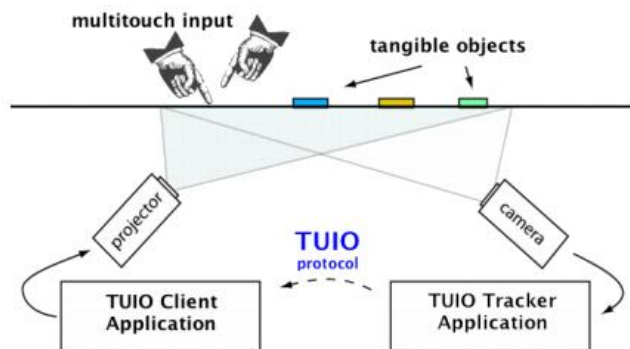 multitouch input
tangible objects
projector
camera
TUIO
protocol
TUIO Client
Application
TUIO Tracker
Application